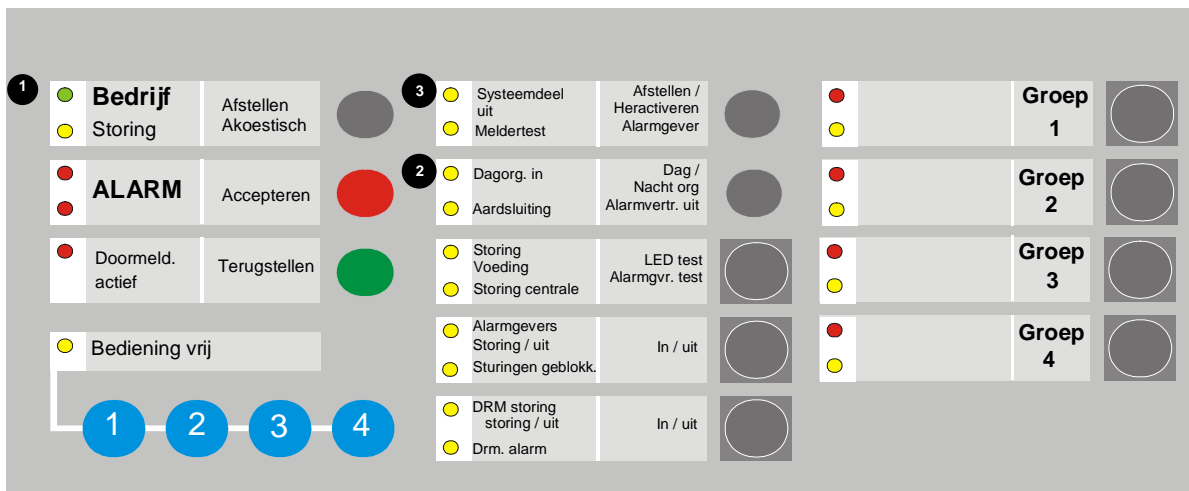 1
Bedrijf
Storing
Afstellen
Akoestisch
ALARM
Accepteren
Doormeld.
actief
Terugstellen
Bediening vrij
1 2 3 4
3
Systeemdeel
uit
Meldertest
Afstellen /
Heractiveren
Alarmgever
2
Dagorg. in
Aardsluiting
Dag /
Nacht org
Alarmvertr. uit
Storing
Voeding
Storing centrale
LED test
Alarmgvr. test
Alarmgevers
Storing / uit
Sturingen geblokk.
In / uit
DRM storing
storing / uit
Drm. alarm
In / uit
Groep
1
Groep
2
Groep
3
Groep
4